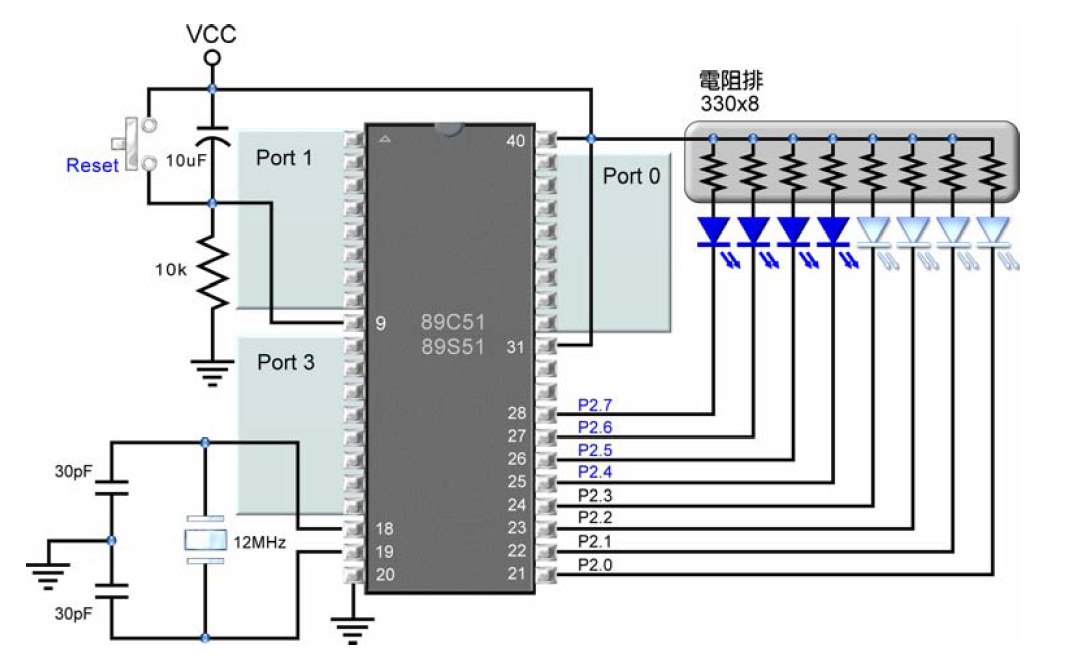 VCC
電阻排
330x8
Reset
10uF
Port 1
40
Port 0
10k
9
89C51
89S51
31
Port 3
28
P2.7
27
P2.6
26
P2.5
25
P2.4
24
P2.3
23
P2.2
22
P2.1
21
P2.0
30pF
18
12MHz
19
20
30pF